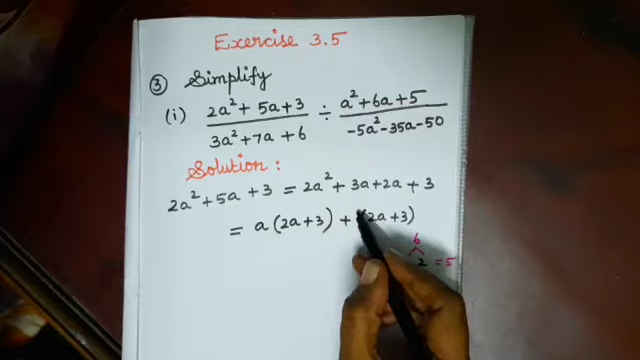 Exercise 3.5
③ Simplify
(i) 2a² + 5a + 3 / 3a² + 7a + 6 ÷ a² + 6a + 5 / -5a² - 35a - 50
Solution :
2a² + 5a + 3 = 2a² + 3a + 2a + 3
= a (2a + 3) + (2a + 3)
6
2 = 5